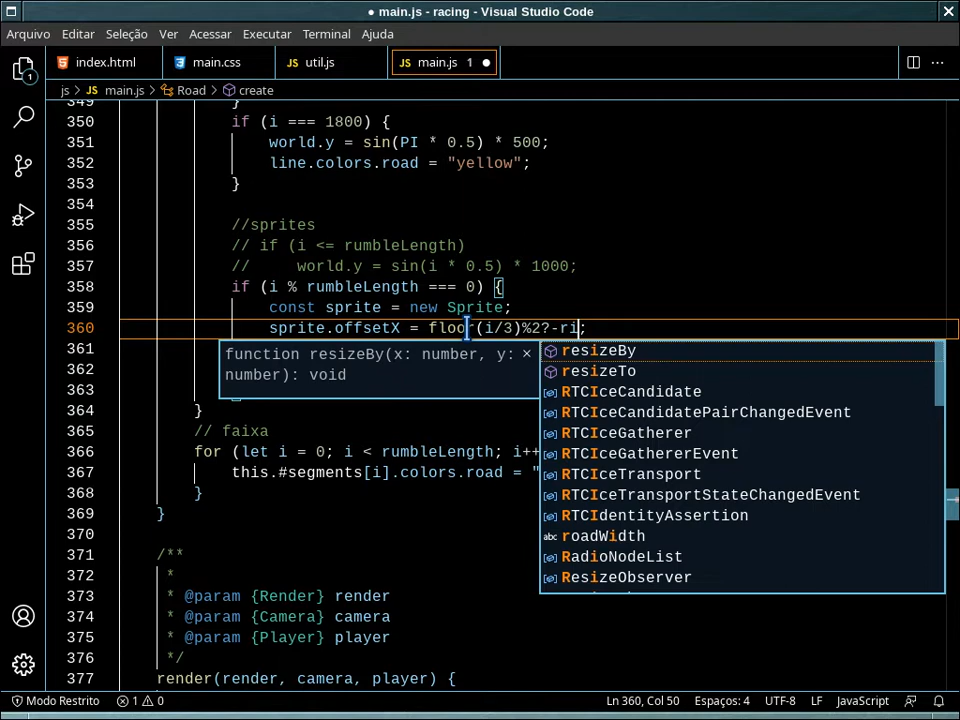 ● main.js - racing - Visual Studio Code
Arquivo Editar Seleção Ver Acessar Executar Terminal Ajuda
index.html main.css JS util.js JS main.js 1 ●
js > JS main.js > Road > create
349 }
350 if (i === 1800) {
351 world.y = sin(PI * 0.5) * 500;
352 line.colors.road = "yellow";
353 }
354
355 //sprites
356 // if (i <= rumbleLength)
357 //     world.y = sin(i * 0.5) * 1000;
358 if (i % rumbleLength === 0) {
359 const sprite = new Sprite;
360 sprite.offsetX = floor(i/3)%2?-ri;
361 function resizeBy(x: number, y: × resizeBy
362 number): void resizeTo
RTCIceCandidate
363 RTCIceCandidatePairChangedEvent
364 } RTCIceGatherer
365 // faixa RTCIceGathererEvent
366 for (let i = 0; i < rumbleLength; i++ RTCIceTransport
367 this.#segments[i].colors.road = " RTCIceTransportStateChangedEvent
368 } RTCIdentityAssertion
369 } abc roadWidth
370 RadioNodeList
371 /** ResizeObserver
372 *
373 * @param {Render} render
374 * @param {Camera} camera
375 * @param {Player} player
376 */
377 render(render, camera, player) {
Modo Restrito 1 0 Ln 360, Col 50 Espaços: 4 UTF-8 LF JavaScript